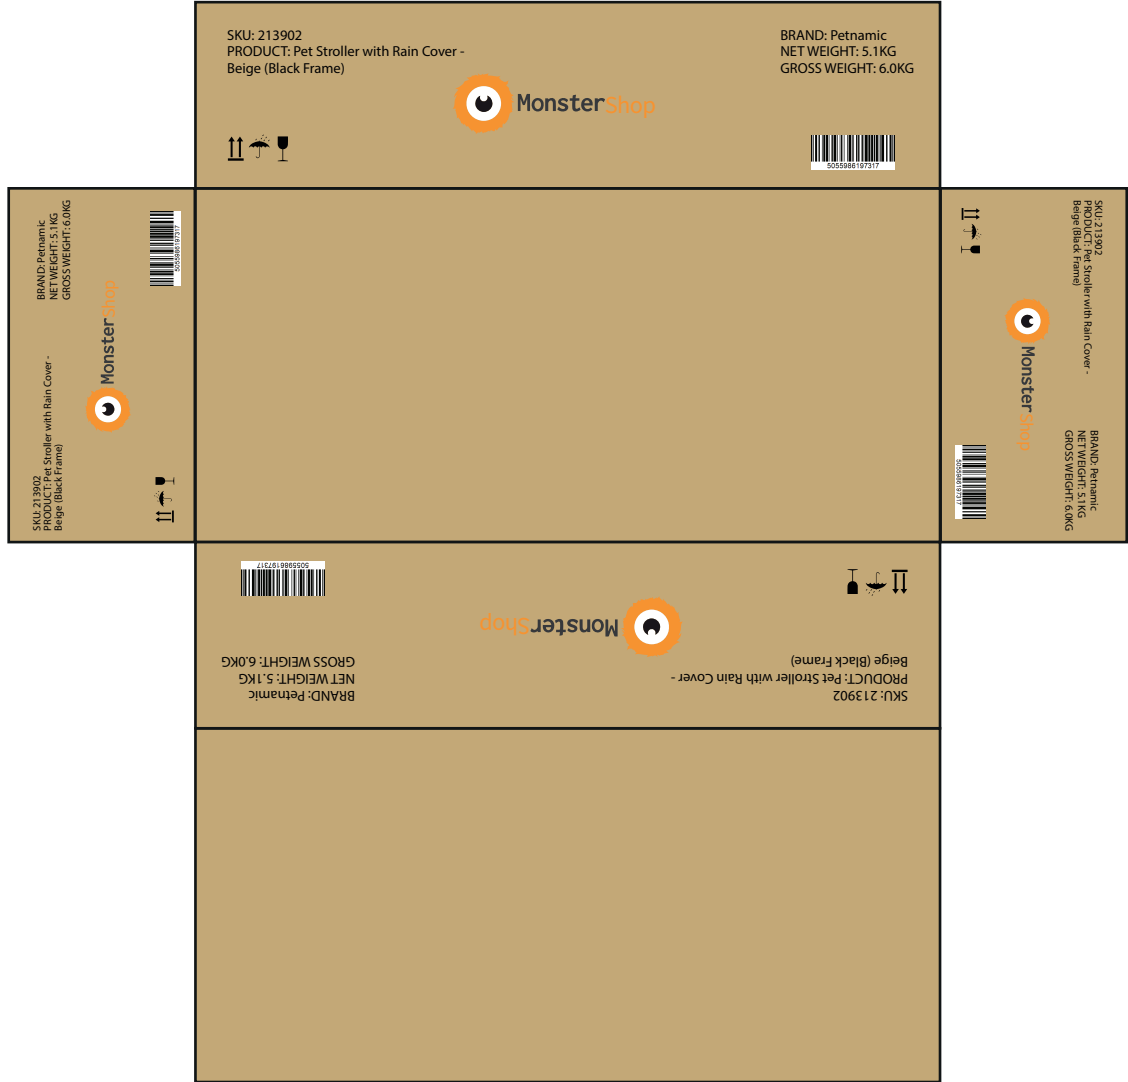 SKU: 213902
PRODUCT: Pet Stroller with Rain Cover -
Beige (Black Frame)
BRAND: Petnamic
NET WEIGHT: 5.1KG
GROSS WEIGHT: 6.0KG
MonsterShop
5055986197317
SKU: 213902
PRODUCT: Pet Stroller with Rain Cover -
Beige (Black Frame)
BRAND: Petnamic
NET WEIGHT: 5.1KG
GROSS WEIGHT: 6.0KG
MonsterShop
5055986197317
SKU: 213902
PRODUCT: Pet Stroller with Rain Cover -
Beige (Black Frame)
BRAND: Petnamic
NET WEIGHT: 5.1KG
GROSS WEIGHT: 6.0KG
MonsterShop
5055986197317
SKU: 213902
PRODUCT: Pet Stroller with Rain Cover -
Beige (Black Frame)
BRAND: Petnamic
NET WEIGHT: 5.1KG
GROSS WEIGHT: 6.0KG
MonsterShop
5055986197317